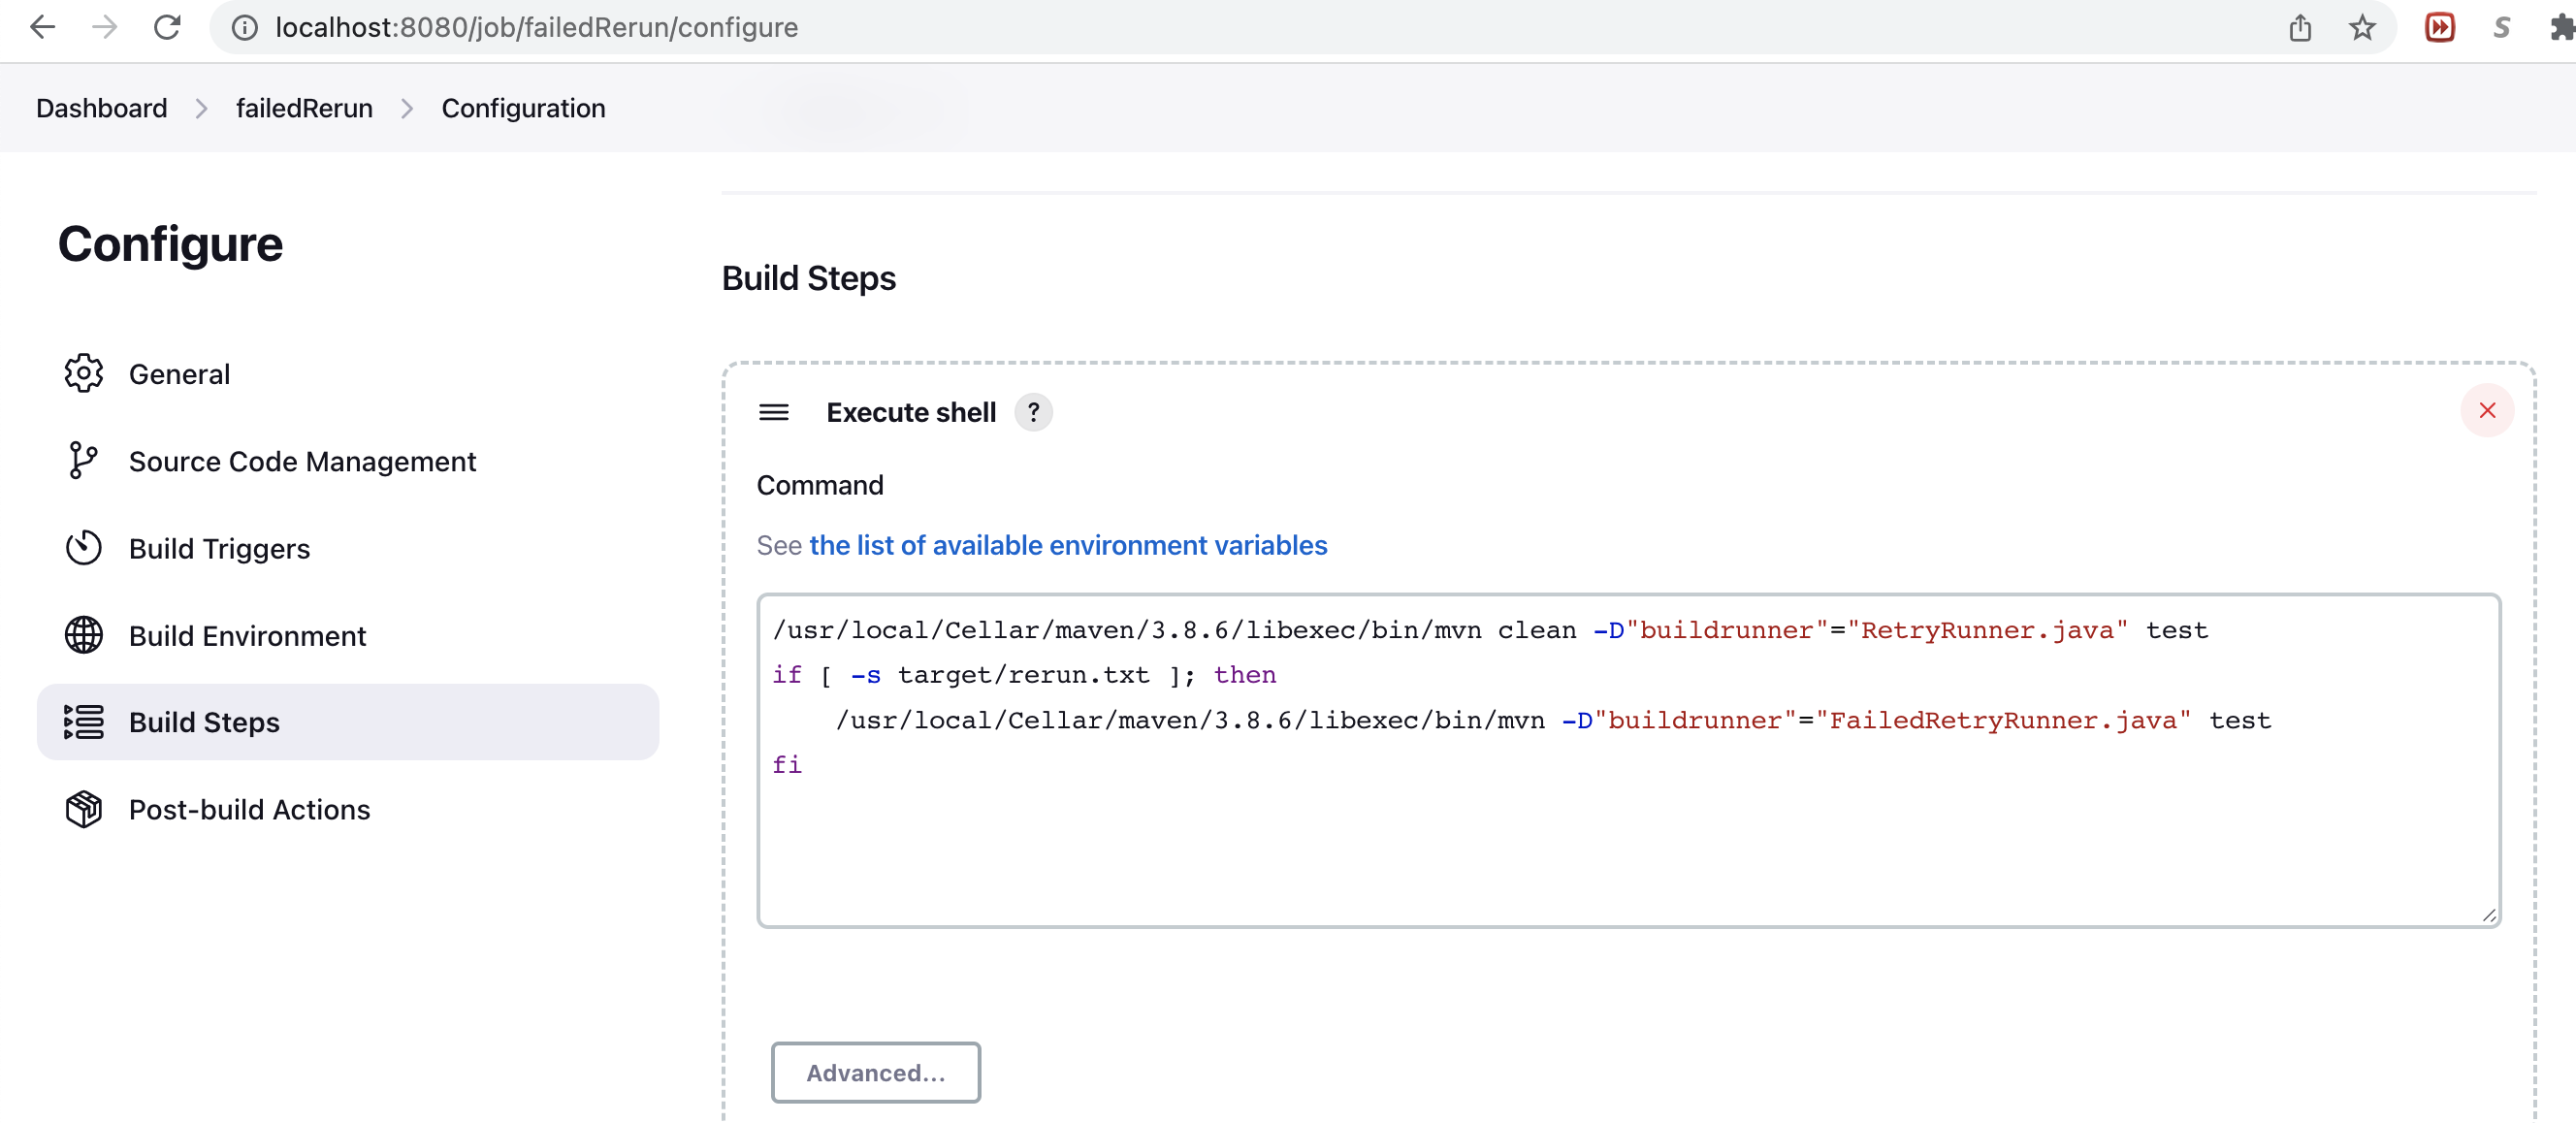 localhost:8080/job/failedRerun/configure
S
Dashboard > failedRerun > Configuration
Configure
General
Source Code Management
Build Triggers
Build Environment
Build Steps
Post-build Actions
Build Steps
Execute shell ?
Command
See the list of available environment variables
/usr/local/Cellar/maven/3.8.6/libexec/bin/mvn clean -D"buildrunner"="RetryRunner.java" test
if [ -s target/rerun.txt ]; then
    /usr/local/Cellar/maven/3.8.6/libexec/bin/mvn -D"buildrunner"="FailedRetryRunner.java" test
fi
Advanced...